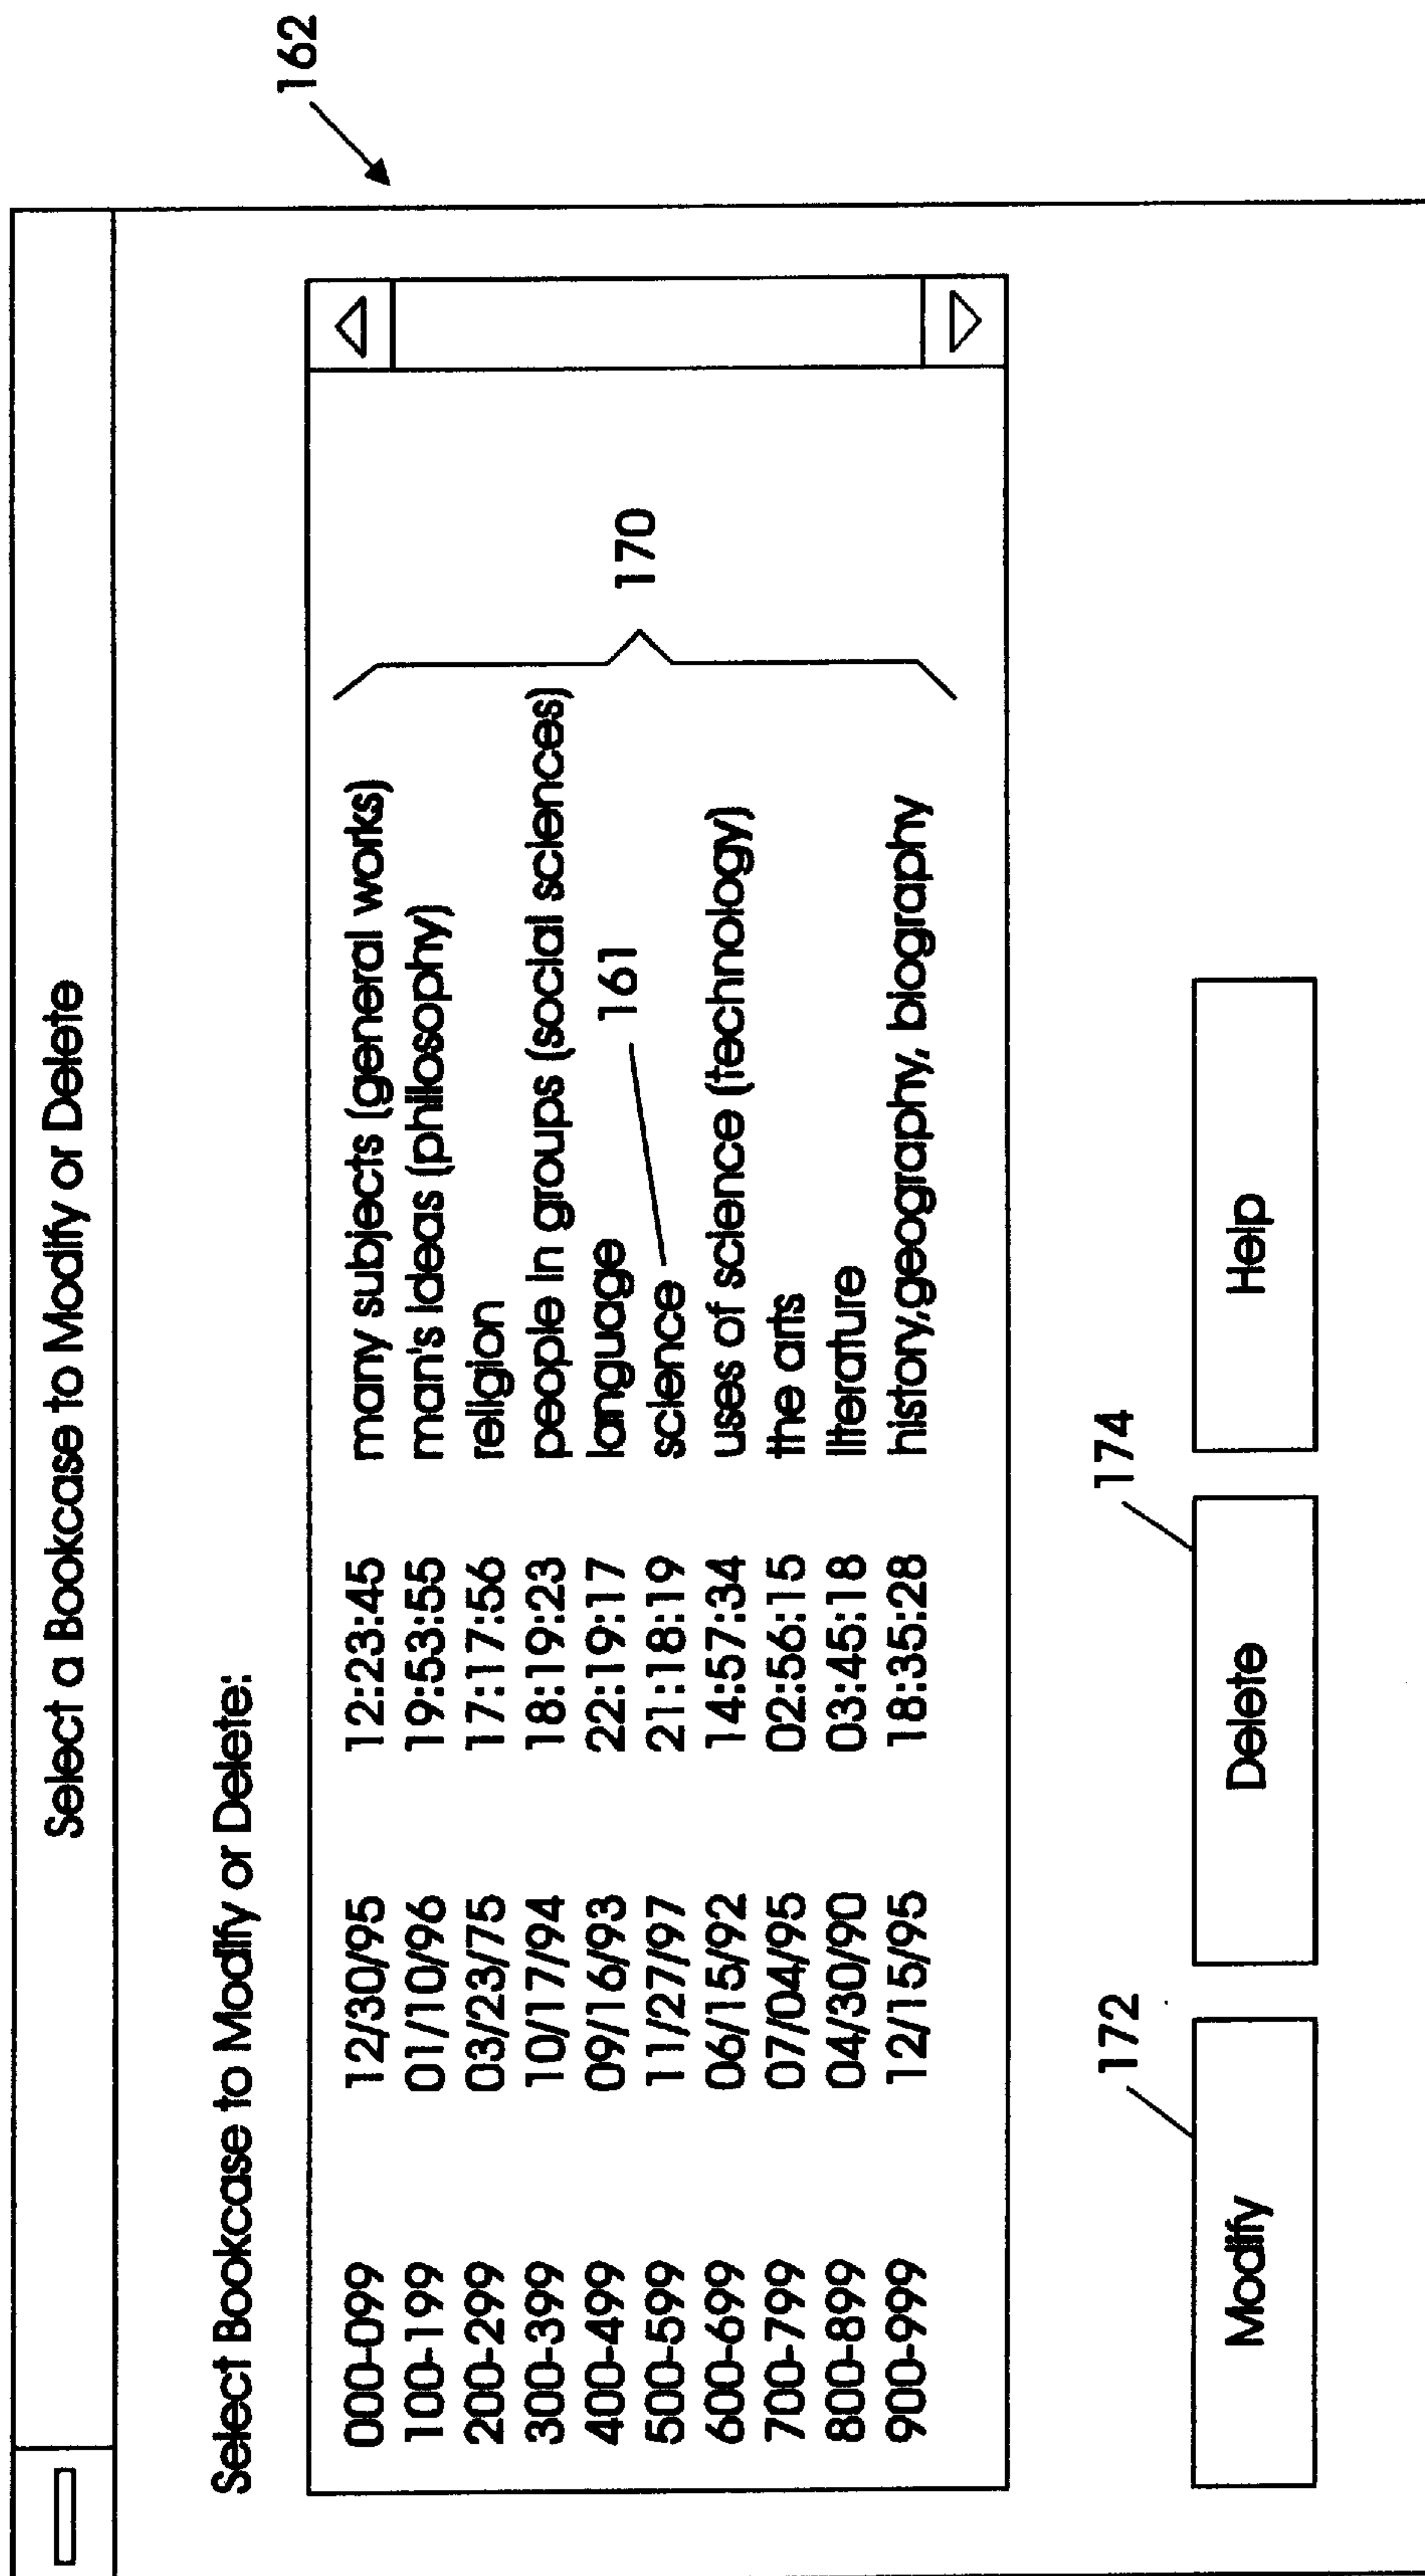 162
Select a Bookcase to Modify or Delete
Select Bookcase to Modify or Delete:
000-099 12/30/95 12:23:45 many subjects (general works)
100-199 01/10/96 19:53:55 man's ideas (philosophy)
200-299 03/23/75 17:17:56 religion
300-399 10/17/94 18:19:23 people in groups (social sciences)
400-499 09/16/93 22:19:17 language
500-599 11/27/97 21:18:19 science
600-699 06/15/92 14:57:34 uses of science (technology)
700-799 07/04/95 02:56:15 the arts
800-899 04/30/90 03:45:18 literature
900-999 12/15/95 18:35:28 history,geography, biography
161
170
172
174
Modify
Delete
Help